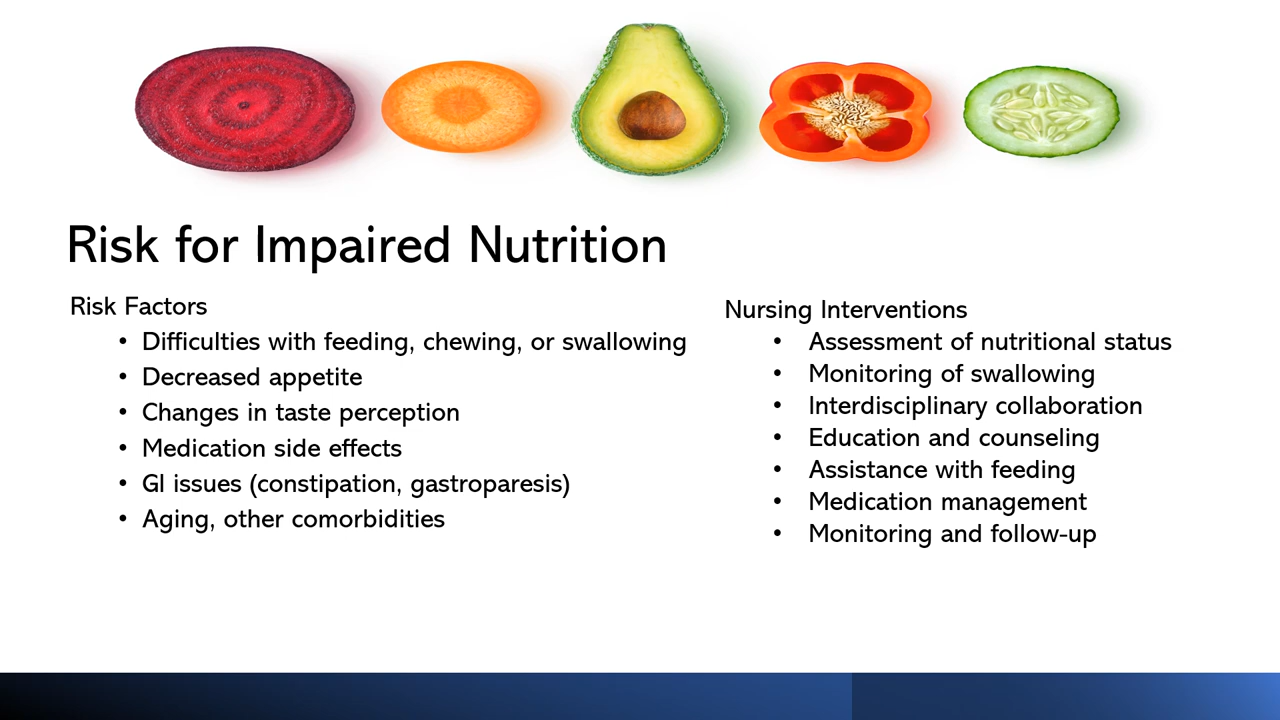 Risk for Impaired Nutrition
Risk Factors
• Difficulties with feeding, chewing, or swallowing
• Decreased appetite
• Changes in taste perception
• Medication side effects
• GI issues (constipation, gastroparesis)
• Aging, other comorbidities
Nursing Interventions
• Assessment of nutritional status
• Monitoring of swallowing
• Interdisciplinary collaboration
• Education and counseling
• Assistance with feeding
• Medication management
• Monitoring and follow-up